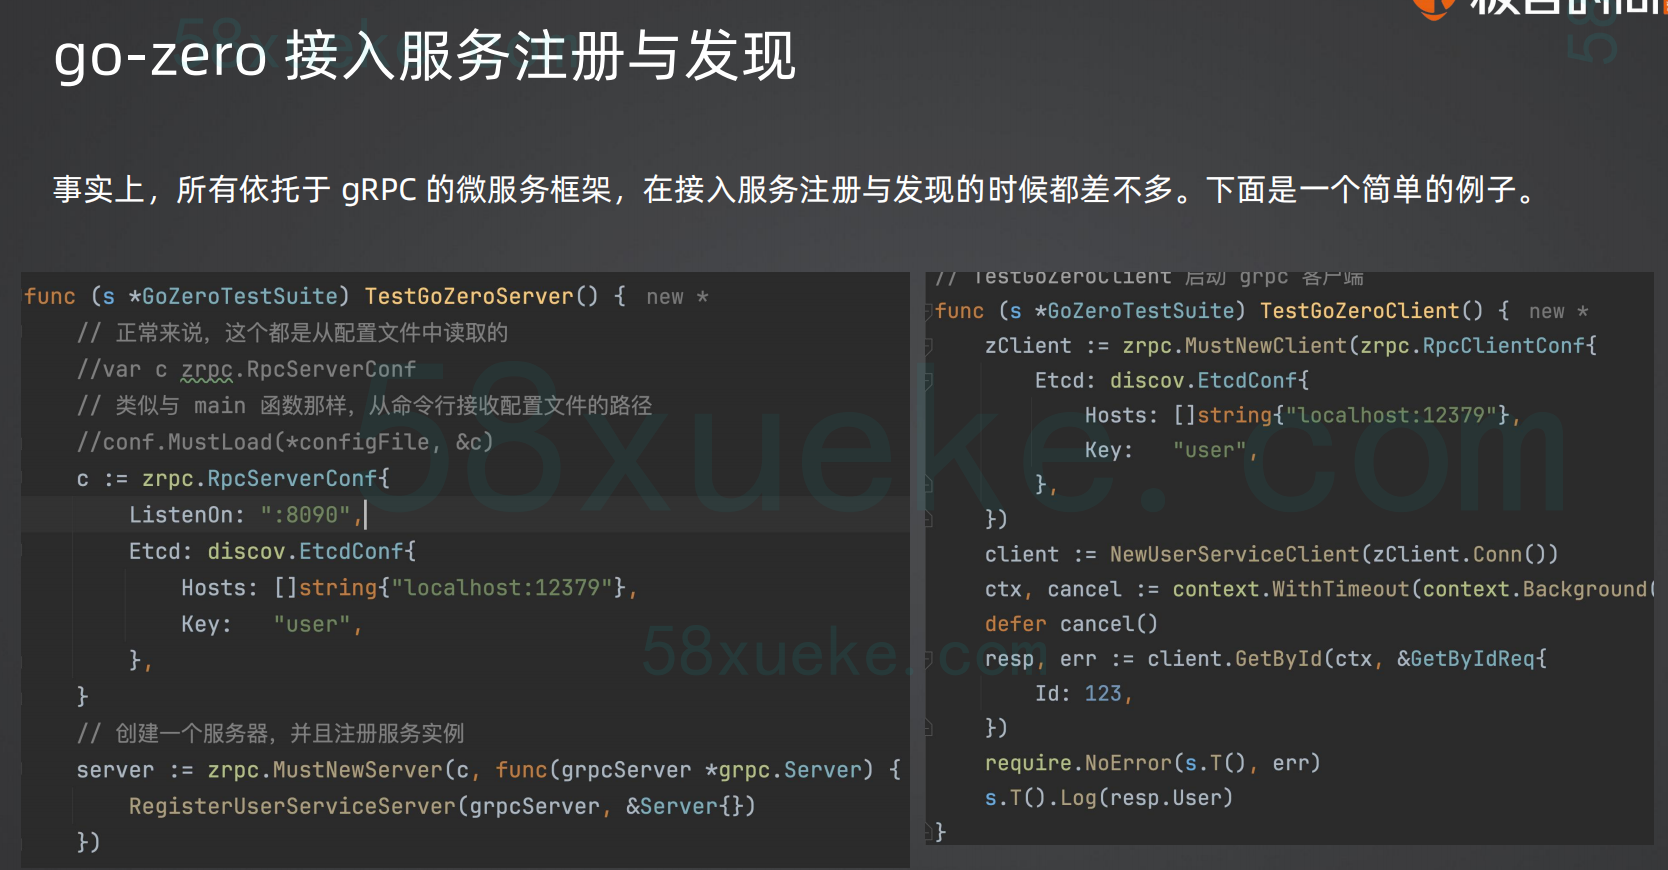 go-zero 接入服务注册与发现
事实上，所有依托于 gRPC 的微服务框架，在接入服务注册与发现的时候都差不多。下面是一个简单的例子。
func (s *GoZeroTestSuite) TestGoZeroServer() { new *
// 正常来说，这个都是从配置文件中读取的
//var c zrpc.RpcServerConf
// 类似与 main 函数那样，从命令行接收配置文件的路径
//conf.MustLoad(*configFile, &c)
c := zrpc.RpcServerConf{
ListenOn: ":8090",
Etcd: discov.EtcdConf{
Hosts: []string{"localhost:12379"},
Key: "user",
},
}
// 创建一个服务器，并且注册服务实例
server := zrpc.MustNewServer(c, func(grpcServer *grpc.Server) {
RegisterUserServiceServer(grpcServer, &Server{})
})
// TestGoZeroClient 启动 grpc 客户端
func (s *GoZeroTestSuite) TestGoZeroClient() { new *
zClient := zrpc.MustNewClient(zrpc.RpcClientConf{
Etcd: discov.EtcdConf{
Hosts: []string{"localhost:12379"},
Key: "user",
},
})
client := NewUserServiceClient(zClient.Conn())
ctx, cancel := context.WithTimeout(context.Background(
defer cancel()
resp, err := client.GetById(ctx, &GetByIdReq{
Id: 123,
})
require.NoError(s.T(), err)
s.T().Log(resp.User)
}
58xueke.com
58xueke.com
58xueke.com
58